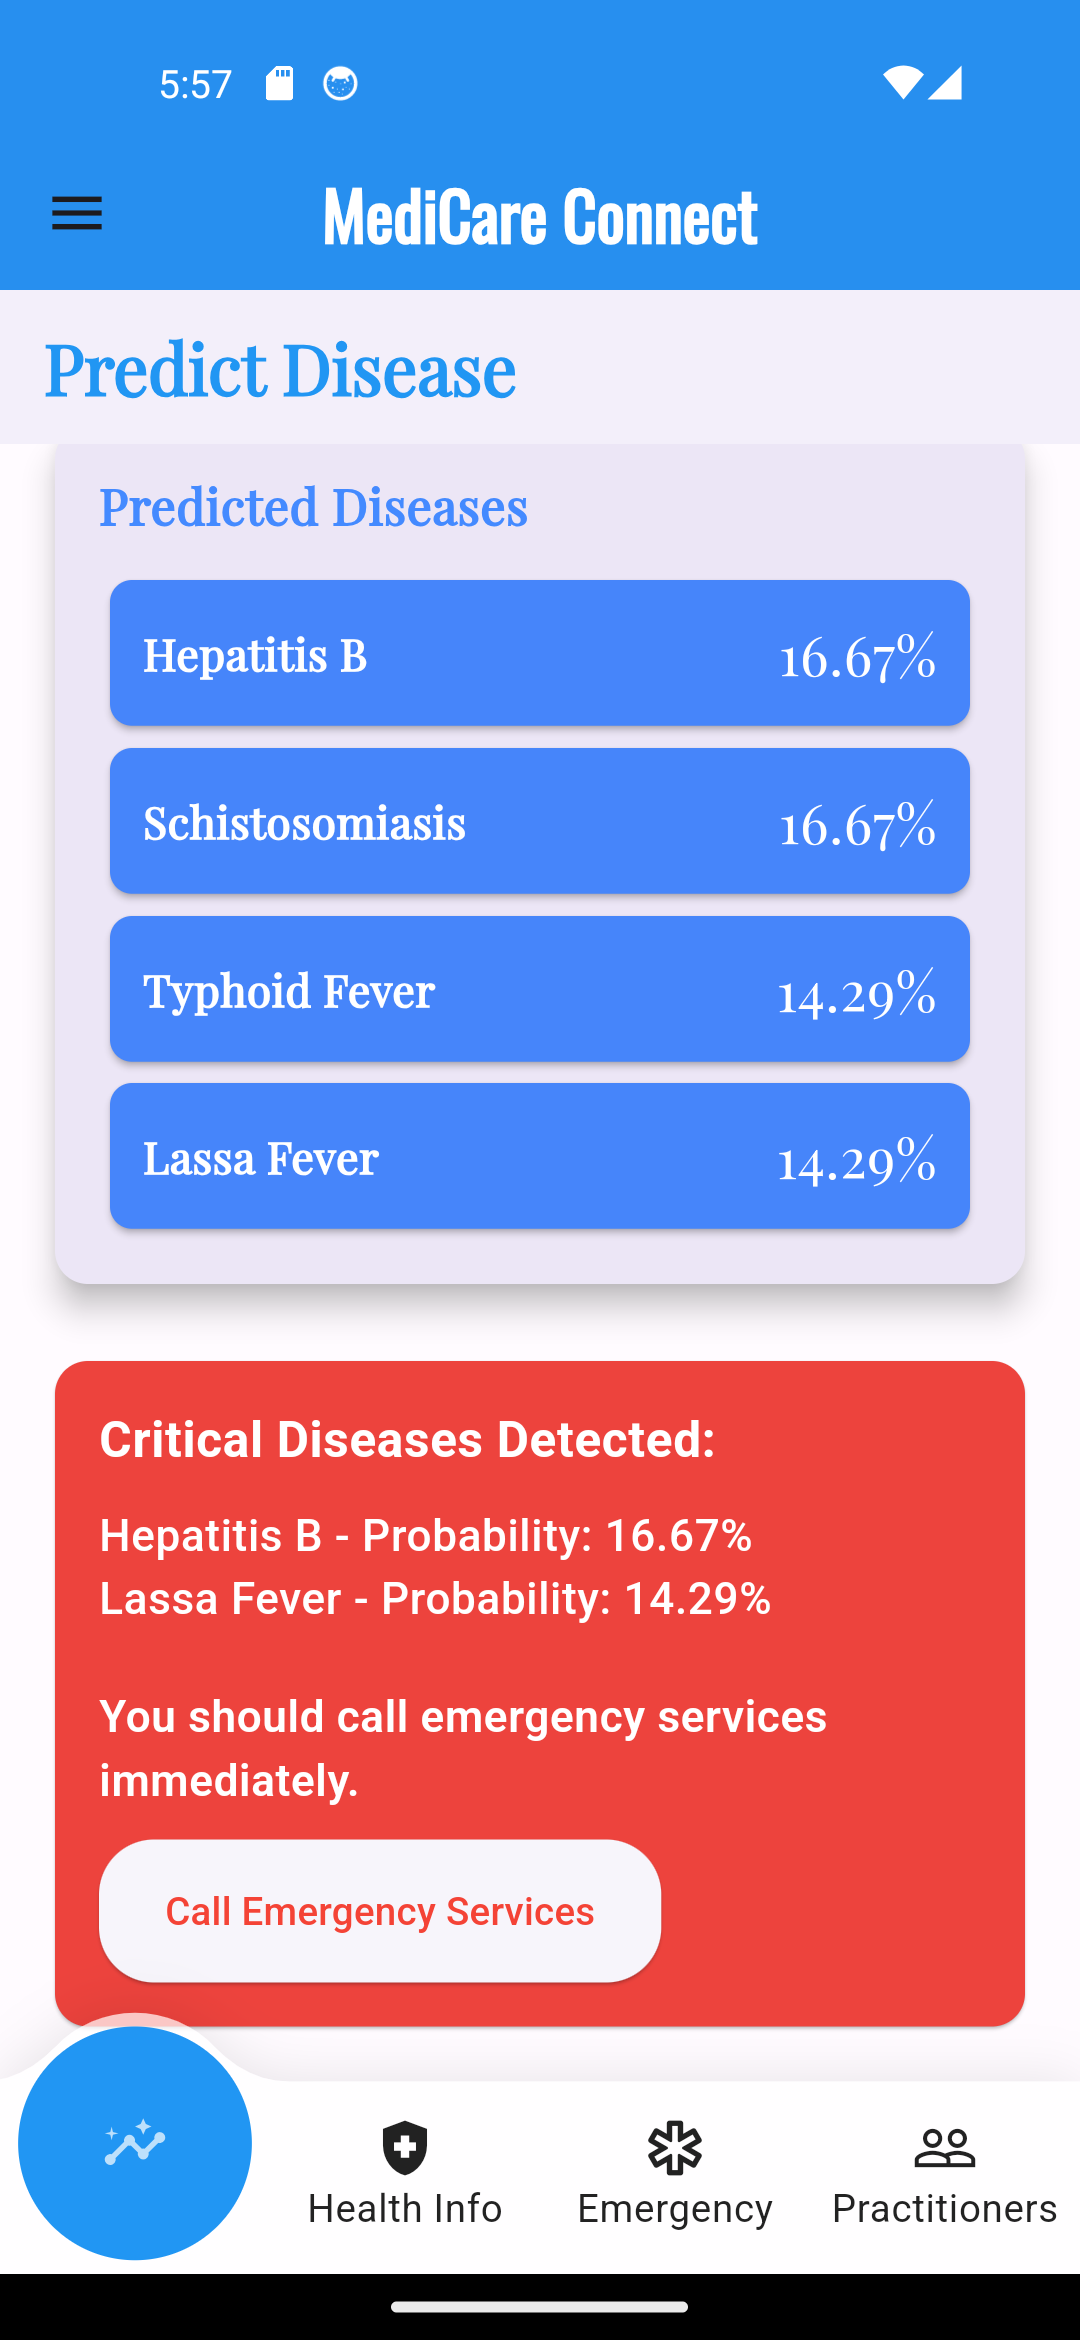 5:57
MediCare Connect
Predict Disease
Predicted Diseases
Hepatitis B 16.67%
Schistosomiasis 16.67%
Typhoid Fever 14.29%
Lassa Fever 14.29%
Critical Diseases Detected:
Hepatitis B - Probability: 16.67%
Lassa Fever - Probability: 14.29%
You should call emergency services
immediately.
Call Emergency Services
Health Info Emergency Practitioners